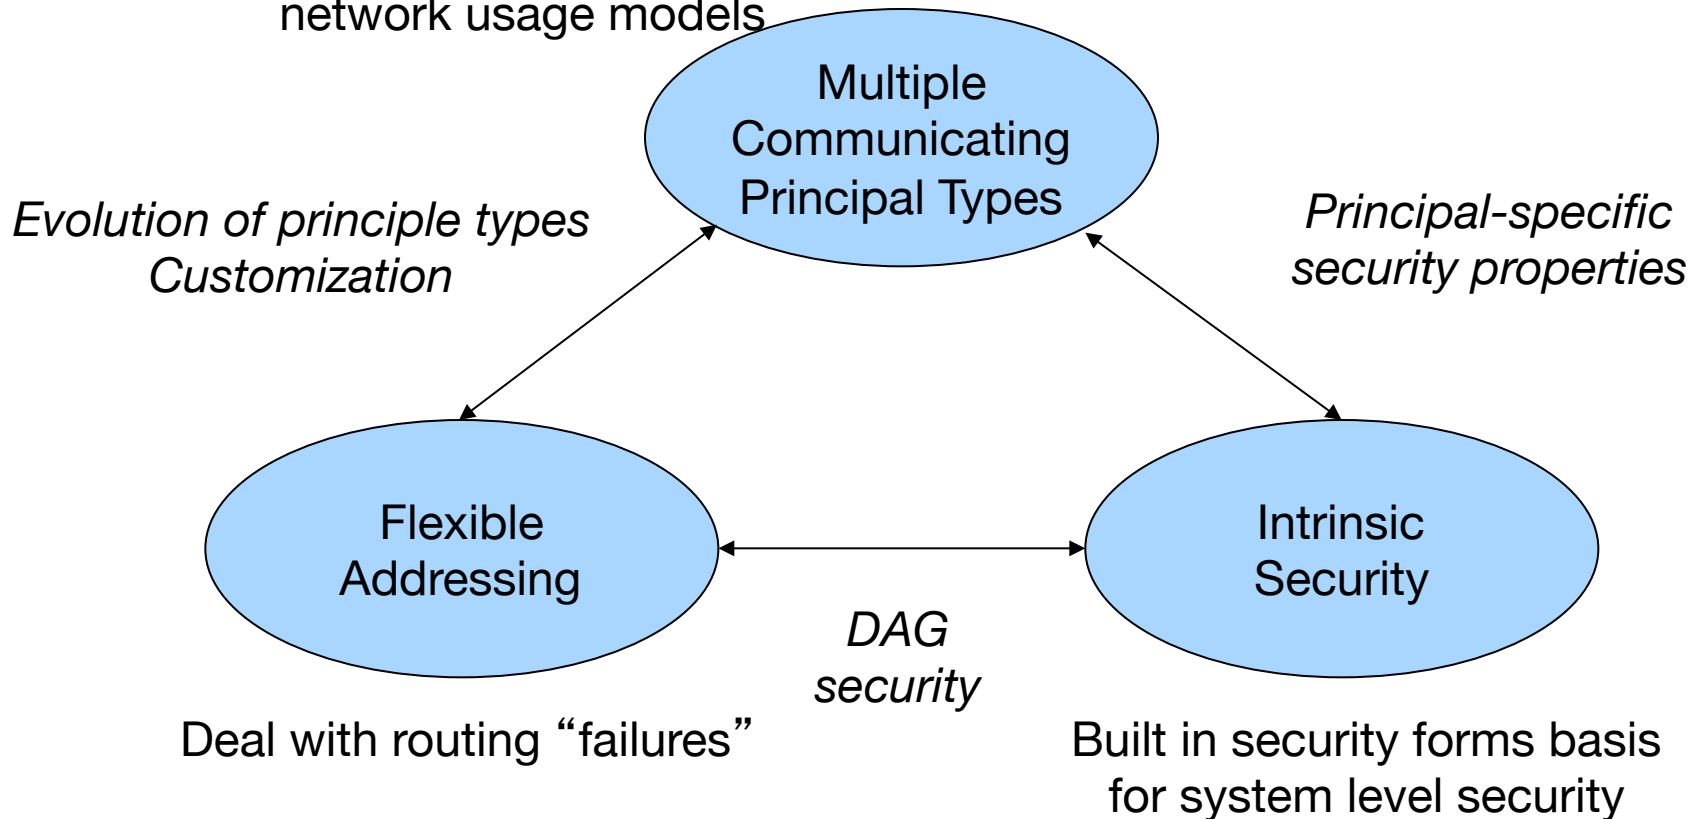 network usage models
Multiple
Communicating
Principal Types
Evolution of principle types
Customization
Principal-specific
security properties
Flexible
Addressing
Intrinsic
Security
DAG
security
Deal with routing “failures”
Built in security forms basis
for system level security